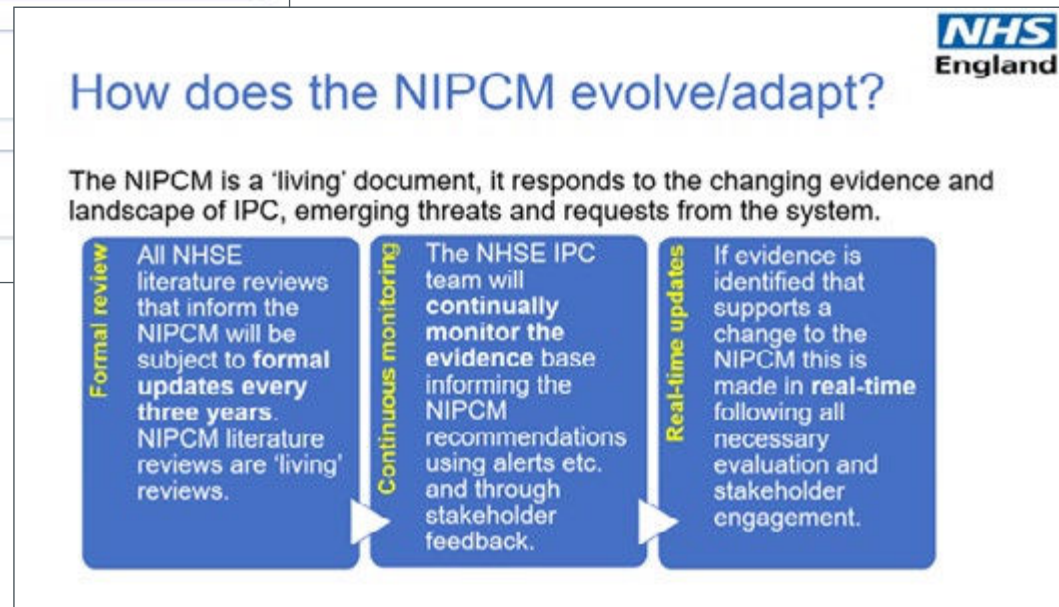 NHS
England
How does the NIPCM evolve/adapt?
The NIPCM is a ‘living’ document, it responds to the changing evidence and
landscape of IPC, emerging threats and requests from the system.
Formal review
All NHSE
literature reviews
that inform the
NIPCM will be
subject to formal
updates every
three years.
NIPCM literature
reviews are ‘living’
reviews.
Continuous monitoring
The NHSE IPC
team will
continually
monitor the
evidence base
informing the
NIPCM
recommendations
using alerts etc.
and through
stakeholder
feedback.
Real-time updates
If evidence is
identified that
supports a
change to the
NIPCM this is
made in real-time
following all
necessary
evaluation and
stakeholder
engagement.